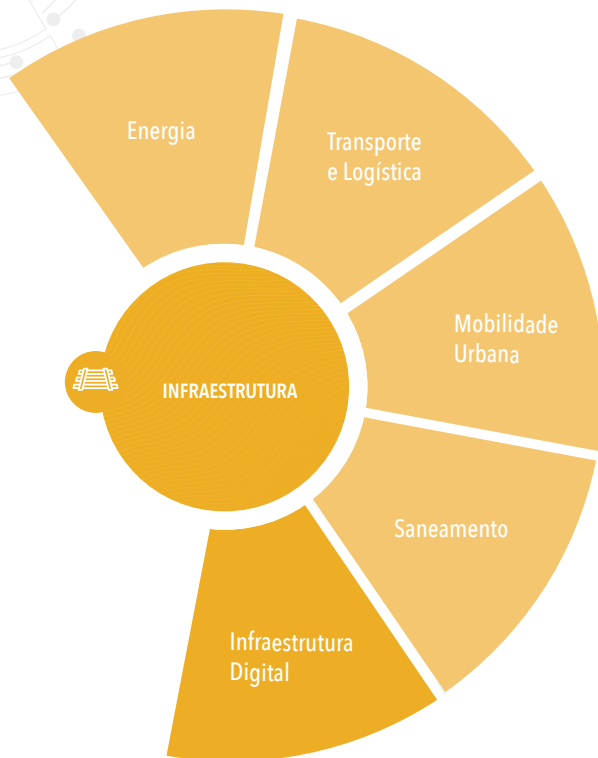 Energia
Transporte
e Logística
Mobilidade
Urbana
INFRAESTRUTURA
Saneamento
Infraestrutura
Digital